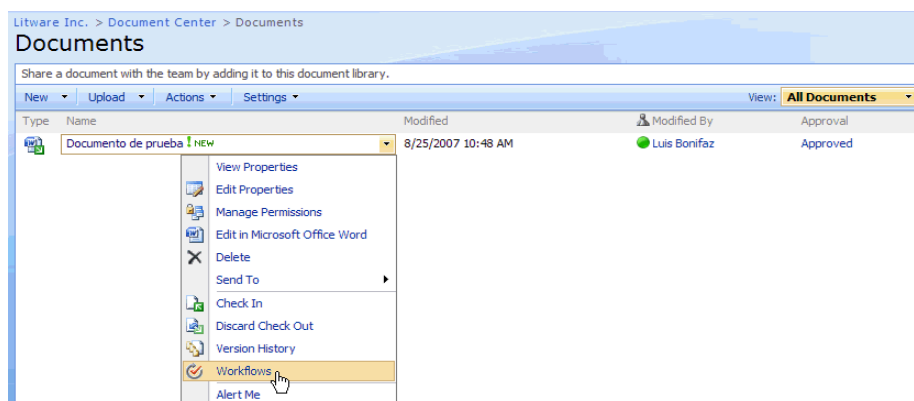 Litware Inc. > Document Center > Documents
Documents
Share a document with the team by adding it to this document library.
New Upload Actions Settings View: All Documents
Type Name Modified Modified By Approval
Documento de prueba ! NEW 8/25/2007 10:48 AM Luis Bonifaz Approved
View Properties
Edit Properties
Manage Permissions
Edit in Microsoft Office Word
Delete
Send To
Check In
Discard Check Out
Version History
Workflows
Alert Me